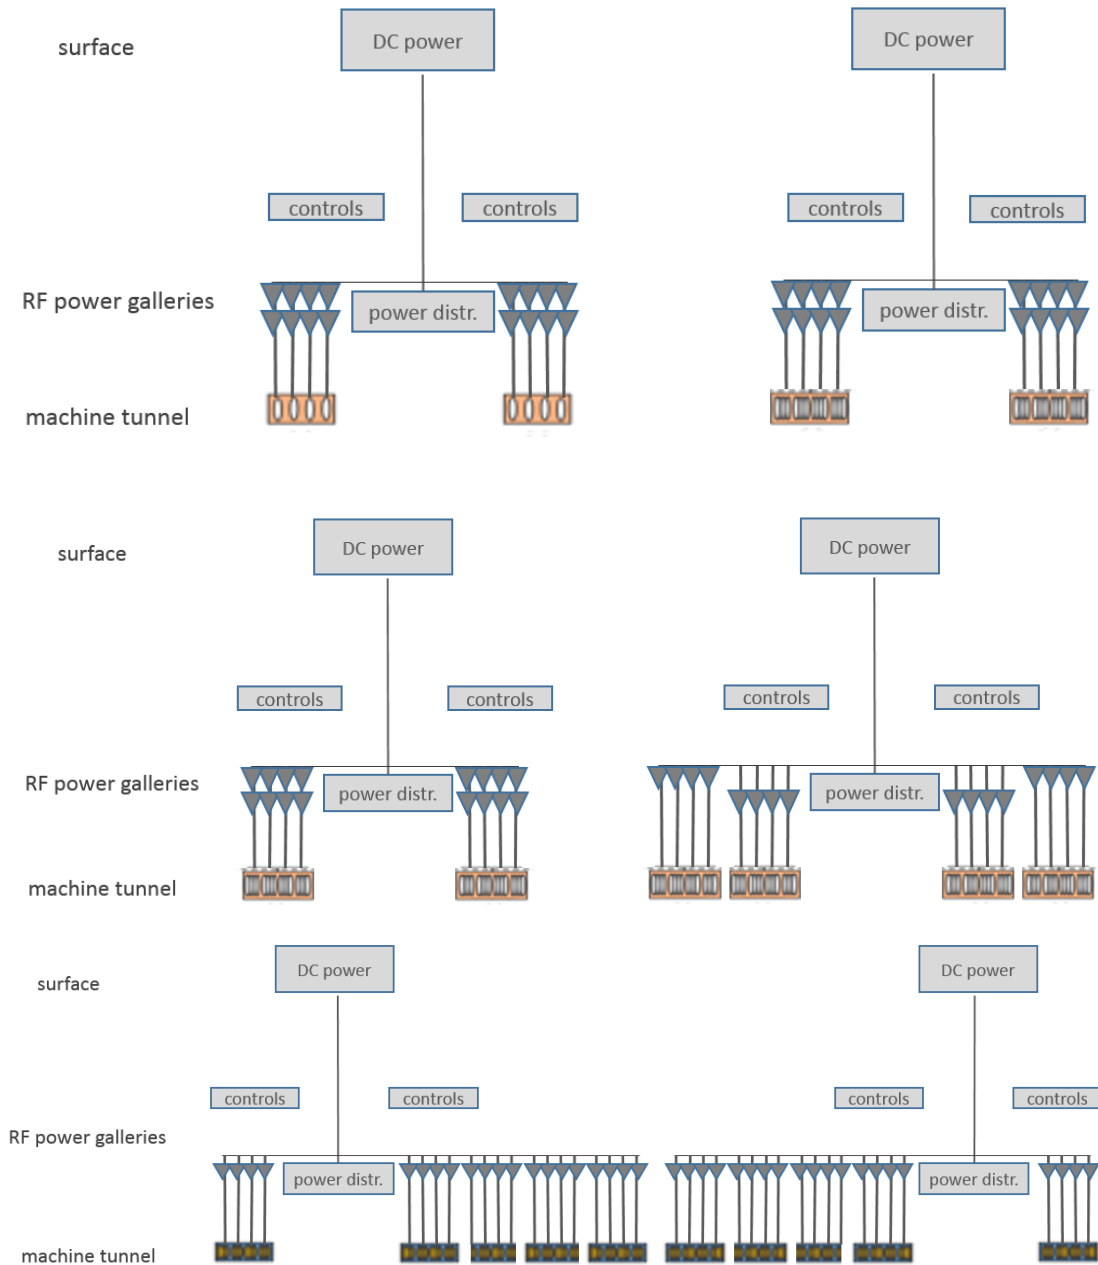 surface
DC power
DC power
controls
controls
controls
controls
RF power galleries
power distr.
power distr.
machine tunnel
surface
DC power
DC power
controls
controls
controls
controls
RF power galleries
power distr.
power distr.
machine tunnel
surface
DC power
DC power
controls
controls
controls
controls
RF power galleries
power distr.
power distr.
machine tunnel